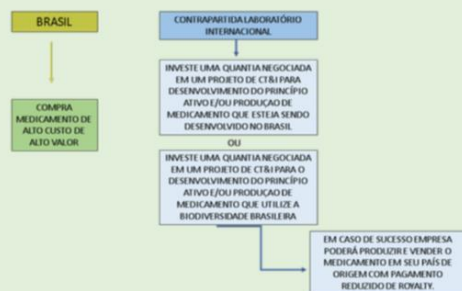 BRASIL
COMPRA
MEDICAMENTO DE
ALTO CUSTO DE
ALTO VALOR
CONTRAPARTIDA LABORATÓRIO
INTERNACIONAL
INVESTE UMA QUANTIA NEGOCIADA
EM UM PROJETO DE CT&I PARA
DESENVOLVIMENTO DO PRINCÍPIO
ATIVO E/OU PRODUÇAO DE
MEDICAMENTO QUE ESTEJA SENDO
DESENVOLVIDO NO BRASIL
OU
INVESTE UMA QUANTIA NEGOCIADA
EM UM PROJETO DE CT&I PARA O
DESENVOLVIMENTO DO PRINCÍPIO
ATIVO E/OU PRODUÇAO DE
MEDICAMENTO QUE UTILIZE A
BIODIVERSIDADE BRASILEIRA
EM CASO DE SUCESSO EMPRESA
PODERÁ PRODUZIR E VENDER O
MEDICAMENTO EM SEU PAÍS DE
ORIGEM COM PAGAMENTO
REDUZIDO DE ROYALTY.